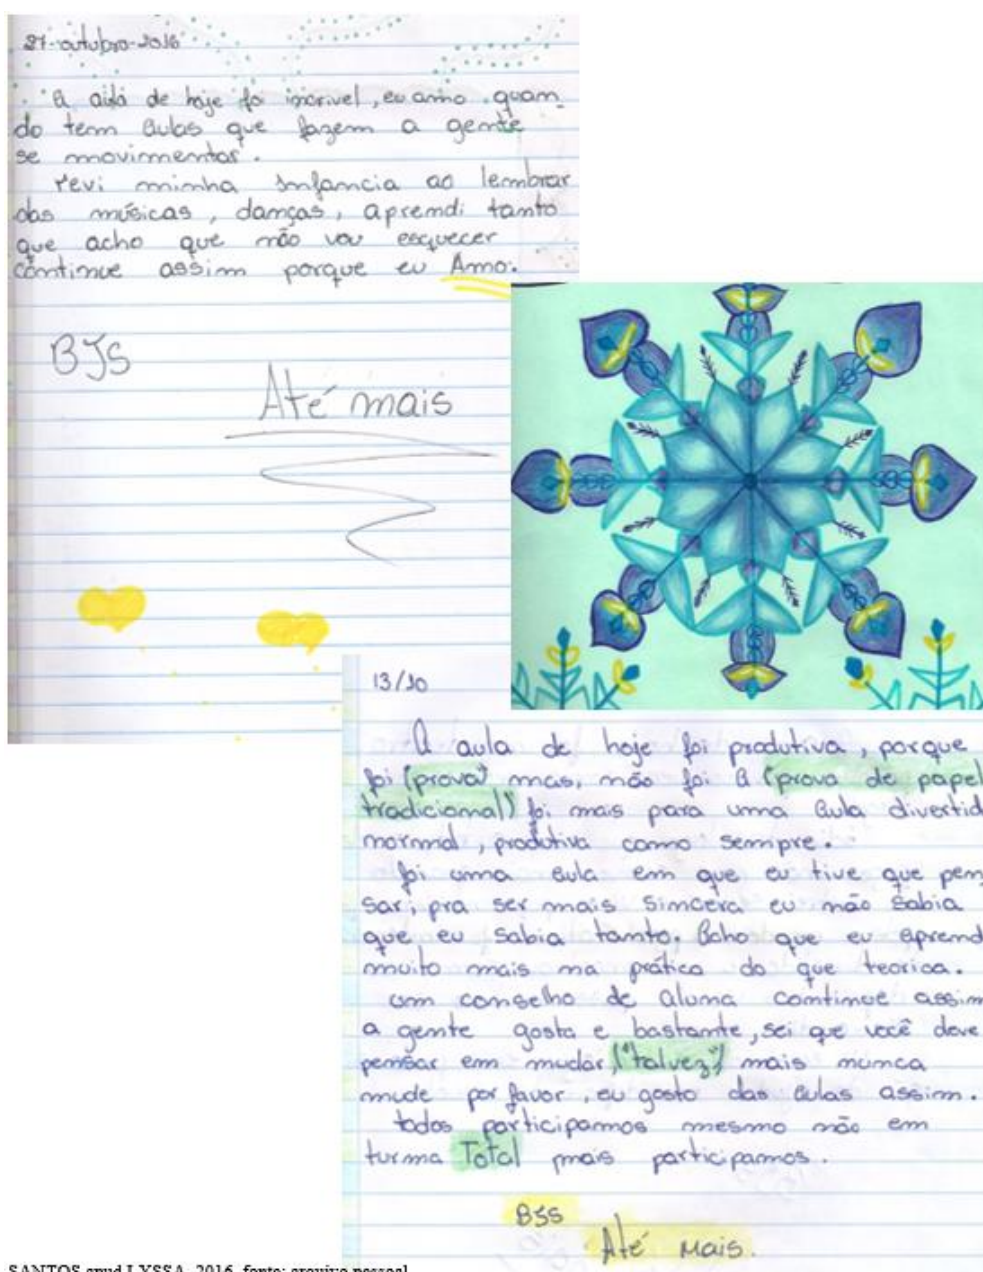 27-outubro-2016
A aula de hoje foi incrivel, eu amo quan_
do tem aulas que fazem a gente
se movimentar.
revi minha infancia ao lembrar
das músicas, danças, aprendi tanto
que acho que não vou esquecer
continue assim porque eu Amo.
BJS
Até mais
13/10
A aula de hoje foi produtiva, porque
foi (prova) mas, não foi a (prova de papel
tradicional) foi mais para uma aula divertid
normal, produtiva como sempre.
foi uma aula em que eu tive que pen_
sar, pra ser mais sincera eu não sabia
que eu sabia tanto. Acho que eu aprend
muito mais na prática do que teorica.
um conselho de aluna continue assim
a gente gosta e bastante, sei que você deve
pensar em mudar ("talvez") mais nunca
mude por favor, eu gosto das aulas assim.
todos participamos mesmo não em
turma Total mais participamos.
BJS
Até Mais.
SANTOS apud LYSSA, 2016, fonte: arquivo pessoal